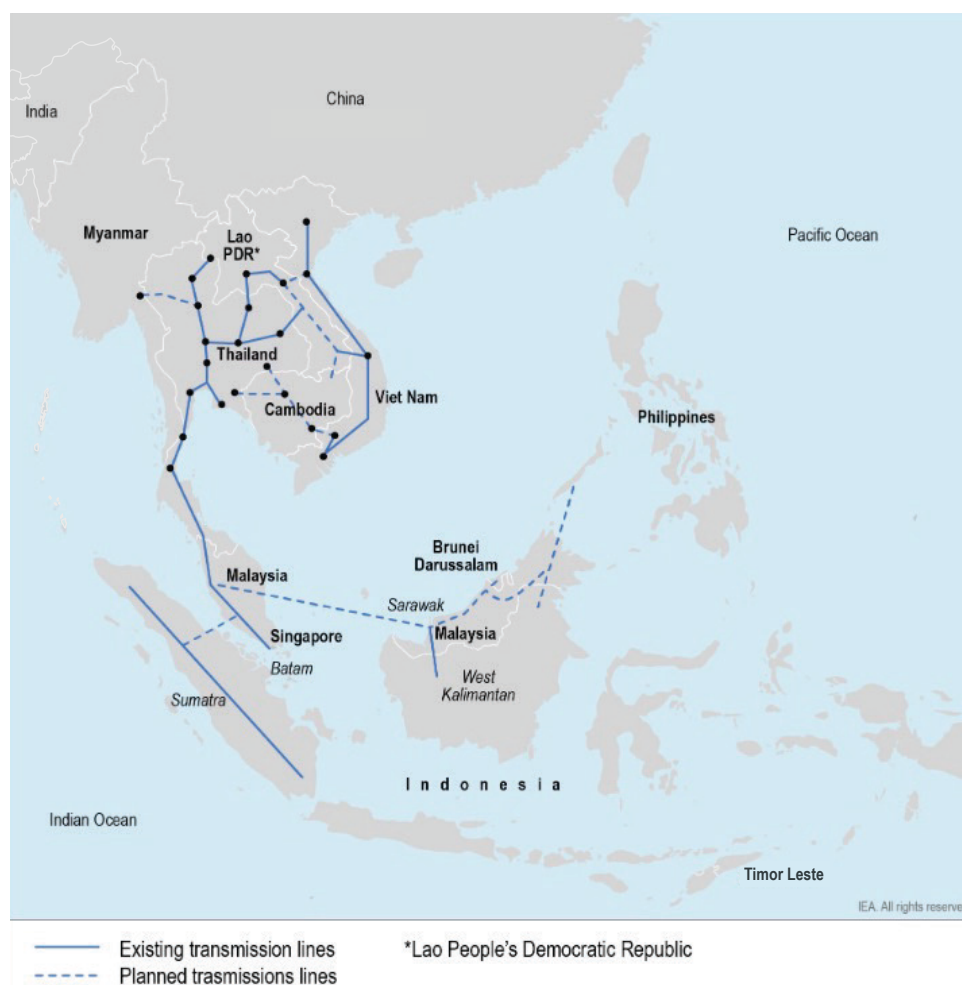 China
India
Myanmar
Lao
PDR*
Pacific Ocean
Thailand
Cambodia
Viet Nam
Philippines
Brunei
Darussalam
Malaysia
Sarawak
Singapore
Malaysia
Batam
West
Kalimantan
Sumatra
Indonesia
Indian Ocean
Timor Leste
IEA. All rights reserve
Existing transmission lines
*Lao People's Democratic Republic
Planned trasmissions lines